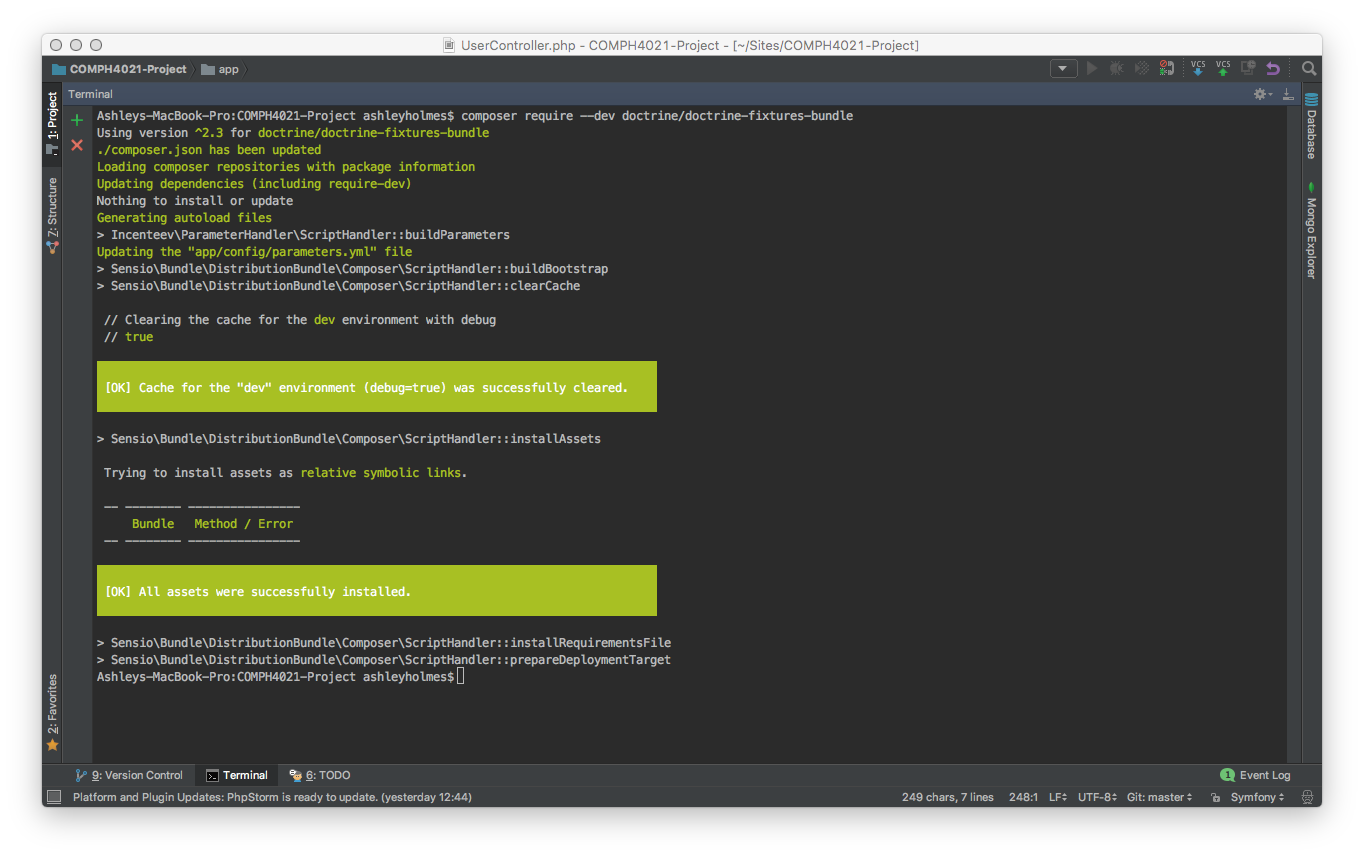 UserController.php - COMPH4021-Project - [~/Sites/COMPH4021-Project]
COMPH4021-Project
app
VCS
VCS
Terminal
1: Project
7: Structure
2: Favorites
Database
Mongo Explorer
Ashleys-MacBook-Pro:COMPH4021-Project ashleyholmes$ composer require --dev doctrine/doctrine-fixtures-bundle
Using version ^2.3 for doctrine/doctrine-fixtures-bundle
./composer.json has been updated
Loading composer repositories with package information
Updating dependencies (including require-dev)
Nothing to install or update
Generating autoload files
> Incenteev\ParameterHandler\ScriptHandler::buildParameters
Updating the "app/config/parameters.yml" file
> Sensio\Bundle\DistributionBundle\Composer\ScriptHandler::buildBootstrap
> Sensio\Bundle\DistributionBundle\Composer\ScriptHandler::clearCache
// Clearing the cache for the dev environment with debug
// true
[OK] Cache for the "dev" environment (debug=true) was successfully cleared.
> Sensio\Bundle\DistributionBundle\Composer\ScriptHandler::installAssets
Trying to install assets as relative symbolic links.
-- -------- ----------------
Bundle Method / Error
-- -------- ----------------
[OK] All assets were successfully installed.
> Sensio\Bundle\DistributionBundle\Composer\ScriptHandler::installRequirementsFile
> Sensio\Bundle\DistributionBundle\Composer\ScriptHandler::prepareDeploymentTarget
Ashleys-MacBook-Pro:COMPH4021-Project ashleyholmes$
9: Version Control
Terminal
6: TODO
1 Event Log
Platform and Plugin Updates: PhpStorm is ready to update. (yesterday 12:44)
249 chars, 7 lines
248:1
LF
UTF-8
Git: master
Symfony